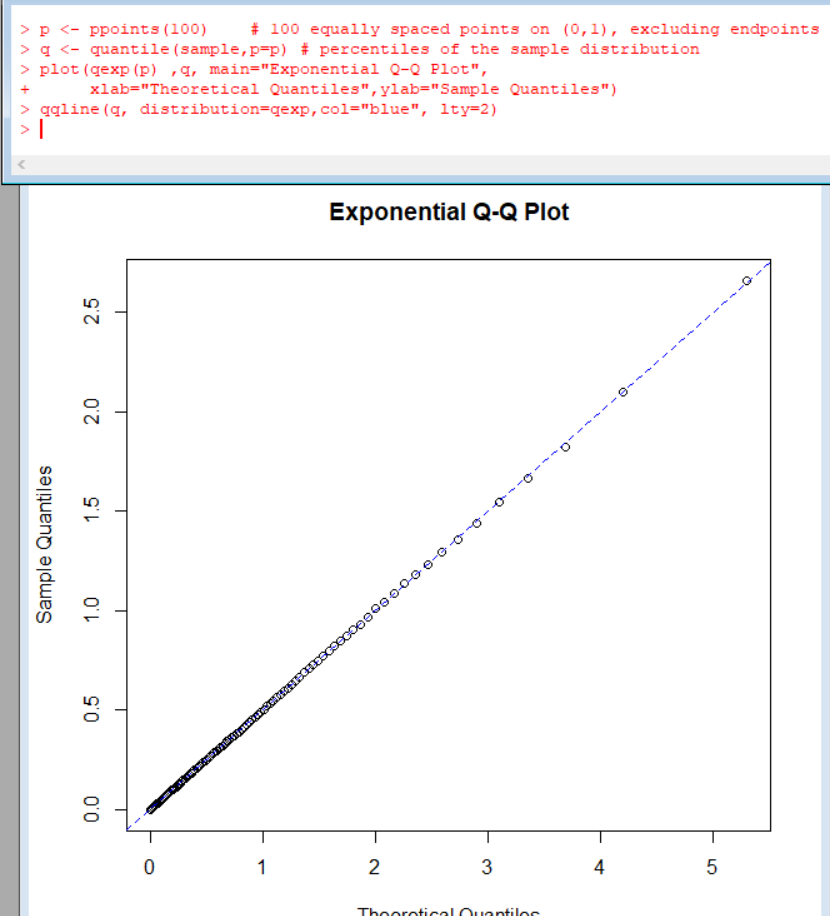 > p <- ppoints(100)    # 100 equally spaced points on (0,1), excluding endpoints
> q <- quantile(sample,p=p) # percentiles of the sample distribution
> plot(qexp(p) ,q, main="Exponential Q-Q Plot",
+      xlab="Theoretical Quantiles",ylab="Sample Quantiles")
> qqline(q, distribution=qexp,col="blue", lty=2)
>
Exponential Q-Q Plot
Sample Quantiles
2.5
2.0
1.5
1.0
0.5
0.0
0 1 2 3 4 5
Theoretical Quantiles